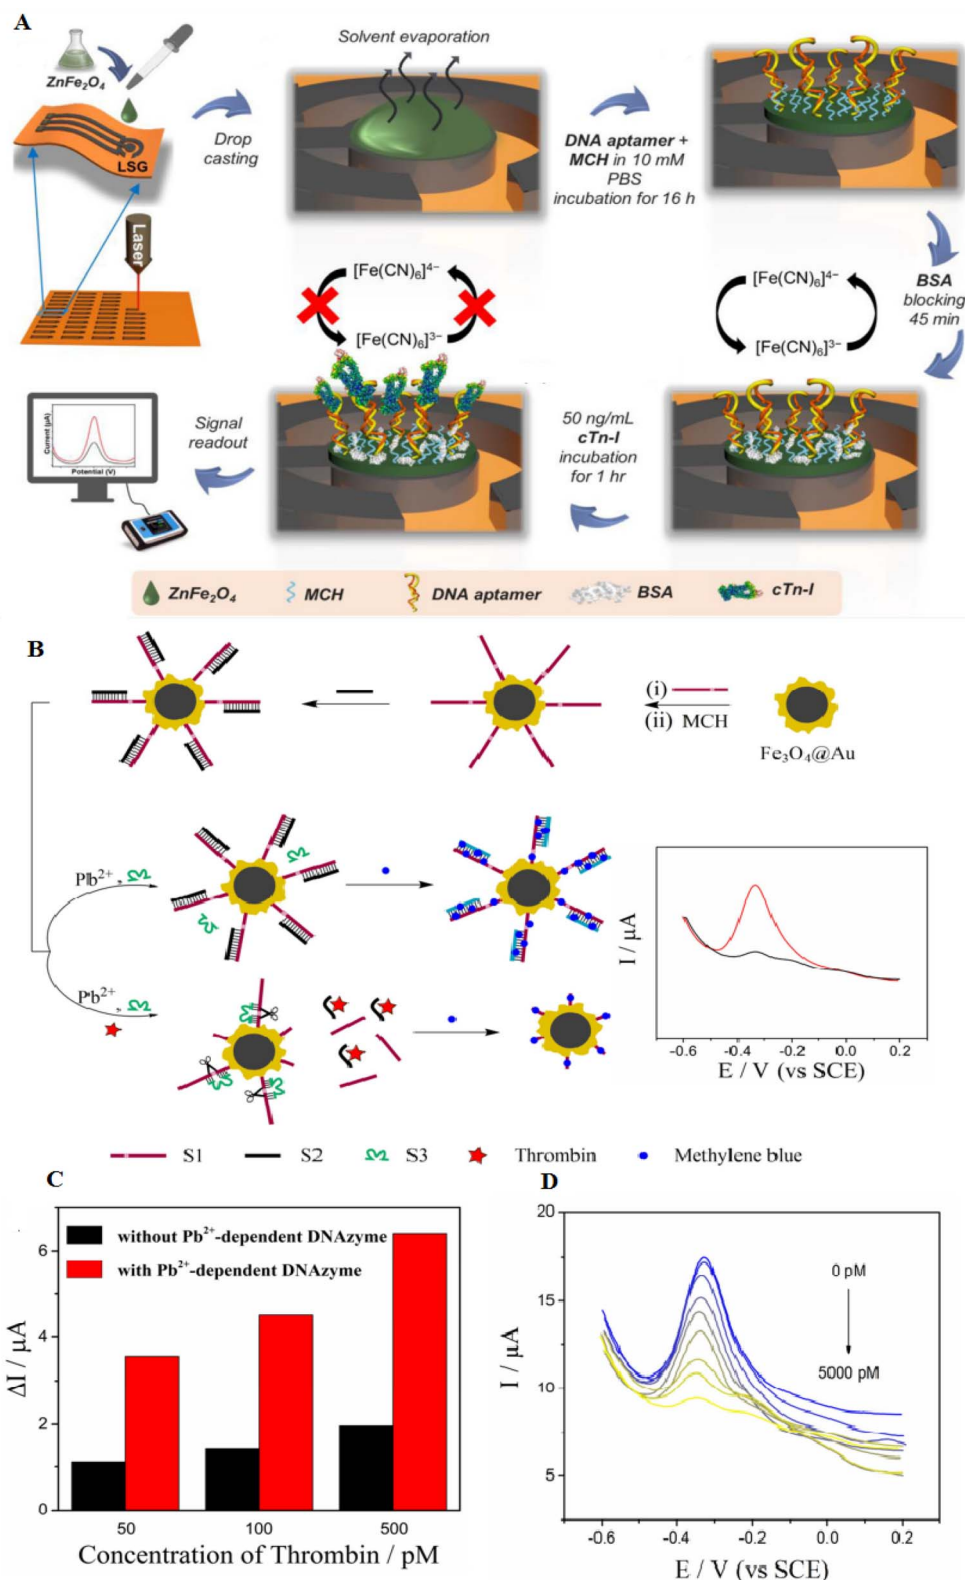 A
ZnFe₂O₄
LSG
Laser
Drop
casting
Solvent evaporation
DNA aptamer +
MCH in 10 mM
PBS
incubation for 16 h
BSA
blocking
45 min
[Fe(CN)₆]⁴⁻
[Fe(CN)₆]³⁻
[Fe(CN)₆]⁴⁻
[Fe(CN)₆]³⁻
50 ng/mL
cTn-I
incubation
for 1 hr
Signal
readout
Current (µA)
Potential (V)
ZnFe₂O₄ MCH DNA aptamer BSA cTn-I
B
(i)
(ii) MCH
Fe₃O₄@Au
Pb²⁺,
Pb²⁺,
I / µA
-0.6 -0.4 -0.2 0.0 0.2
E / V (vs SCE)
S1 S2 S3 Thrombin Methylene blue
C
without Pb²⁺-dependent DNAzyme
with Pb²⁺-dependent DNAzyme
ΔI / µA
6
4
2
0
50 100 500
Concentration of Thrombin / pM
D
I / µA
20
15
10
5
0 pM
5000 pM
-0.6 -0.4 -0.2 0.0 0.2
E / V (vs SCE)